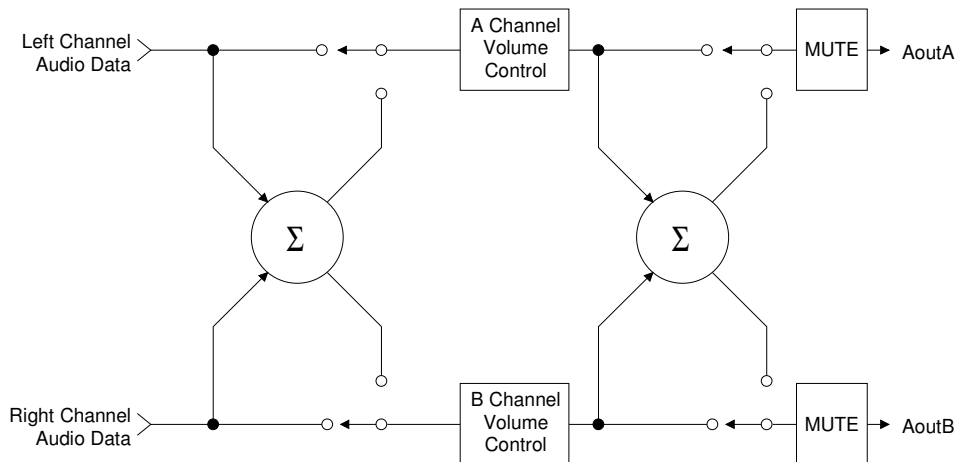 Left Channel
Audio Data
A Channel
Volume
Control
MUTE
AoutA
Σ
Σ
Right Channel
Audio Data
B Channel
Volume
Control
MUTE
AoutB